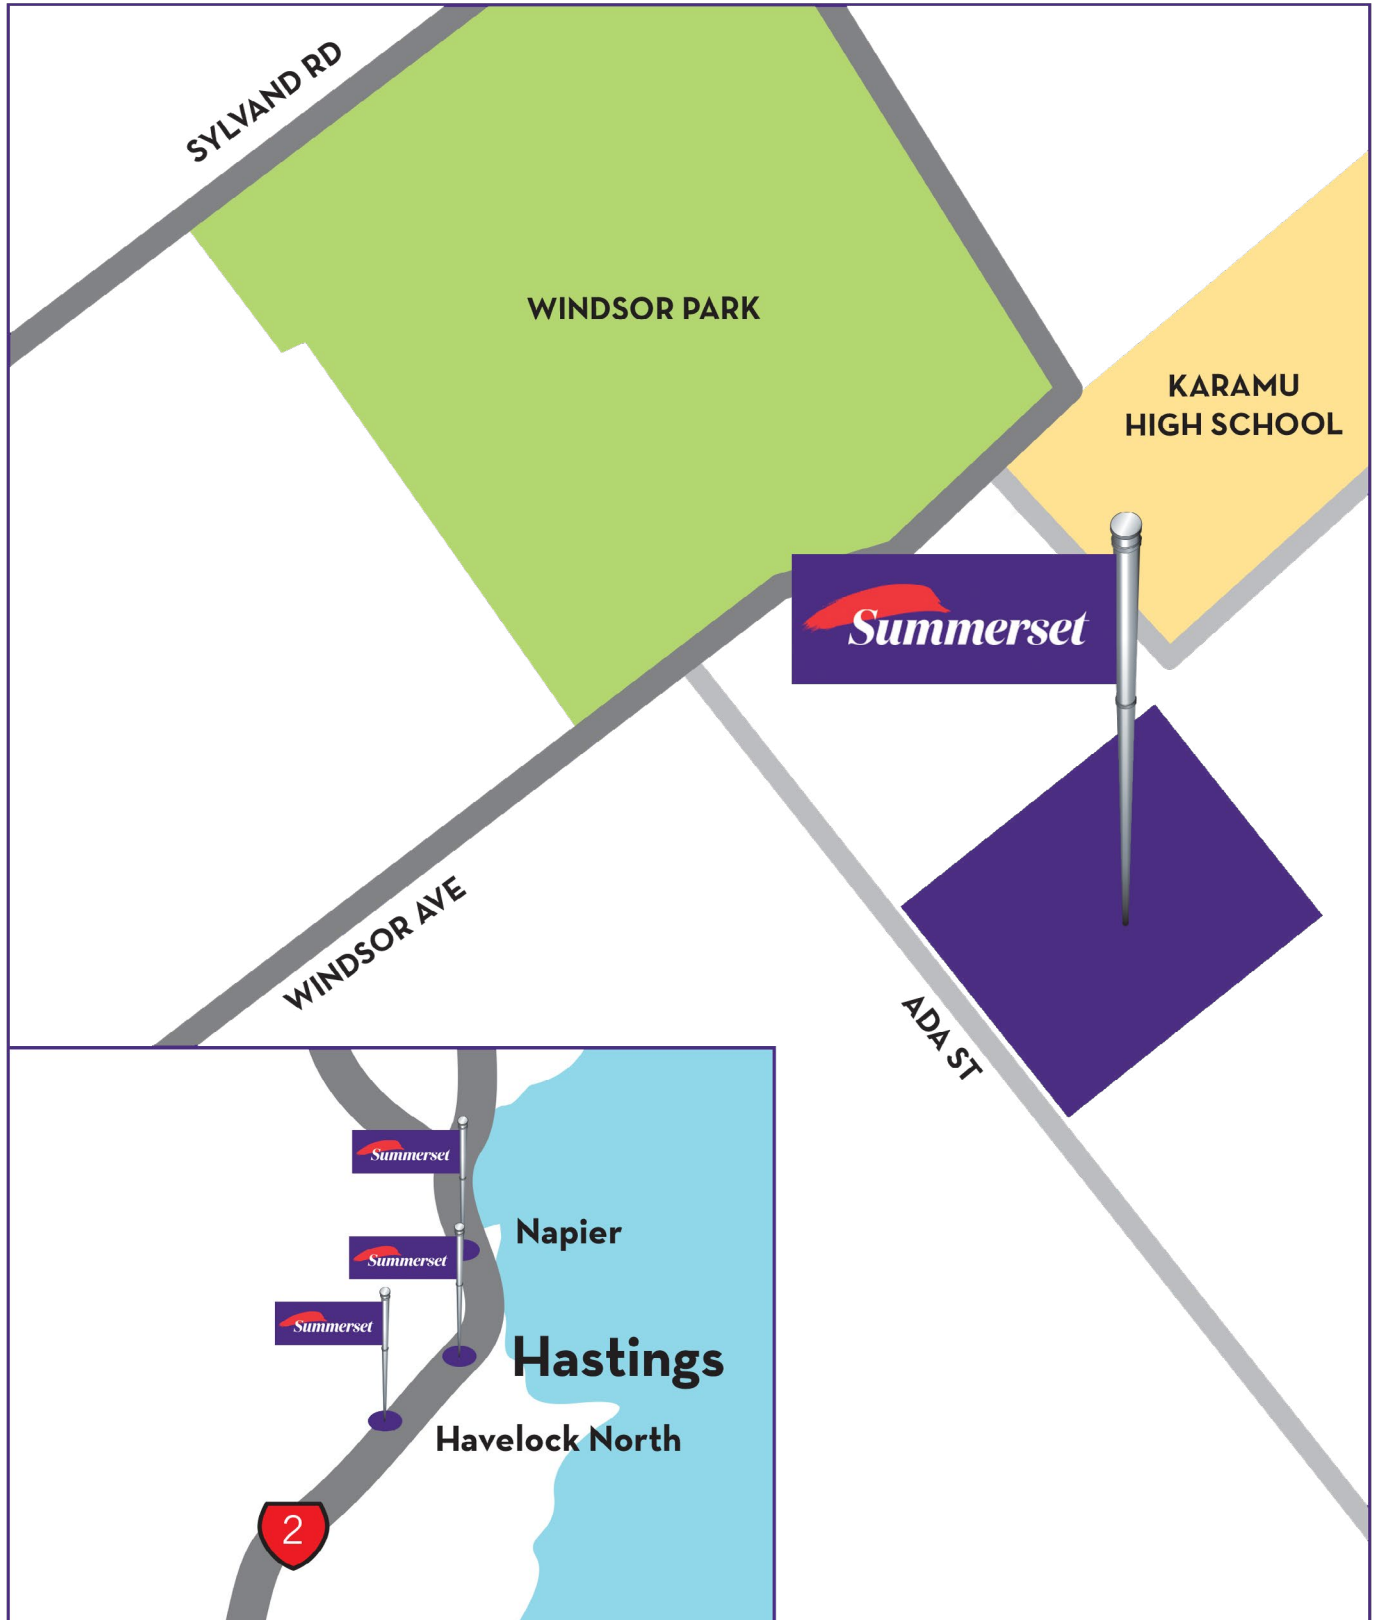 SYLVAND RD
WINDSOR PARK
KARAMU
HIGH SCHOOL
Summerset
WINDSOR AVE
ADA ST
Summerset
Napier
Summerset
Summerset
Hastings
Havelock North
2